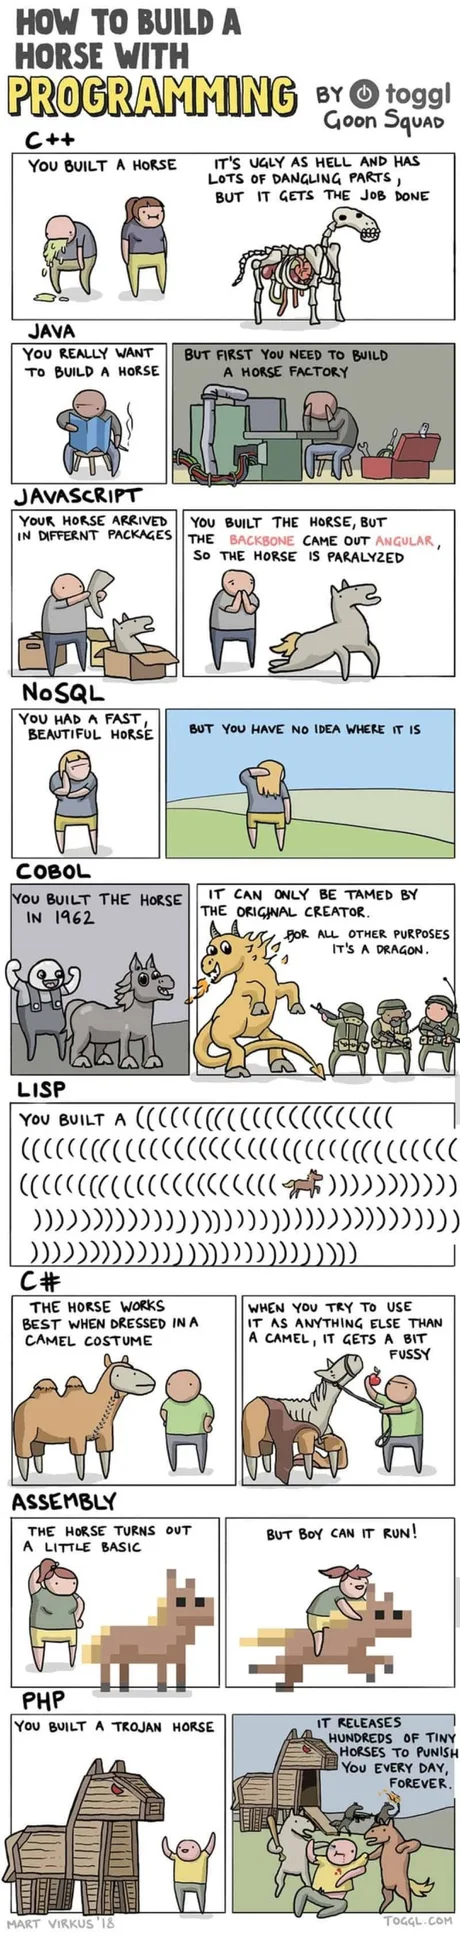 HOW TO BUILD A
HORSE WITH
PROGRAMMING
BY toggl
GOON SQUAD
C++
YOU BUILT A HORSE
IT'S UGLY AS HELL AND HAS
LOTS OF DANGLING PARTS,
BUT IT GETS THE JOB DONE
JAVA
YOU REALLY WANT
TO BUILD A HORSE
BUT FIRST YOU NEED TO BUILD
A HORSE FACTORY
JAVASCRIPT
YOUR HORSE ARRIVED
IN DIFFERNT PACKAGES
YOU BUILT THE HORSE, BUT
THE BACKBONE CAME OUT ANGULAR,
SO THE HORSE IS PARALYZED
NoSQL
YOU HAD A FAST,
BEAUTIFUL HORSE
BUT YOU HAVE NO IDEA WHERE IT IS
COBOL
YOU BUILT THE HORSE
IN 1962
IT CAN ONLY BE TAMED BY
THE ORIGINAL CREATOR.
FOR ALL OTHER PURPOSES
IT'S A DRAGON.
LISP
YOU BUILT A ((((((((((((((((((((((((
(((((((((((((((((((((((((((((((((((((((
((((((((((((((((((((((( ))))))))))))
)))))))))))))))))))))))))))))))))))))))
))))))))))))))))))))))))))))))
C#
THE HORSE WORKS
BEST WHEN DRESSED IN A
CAMEL COSTUME
WHEN YOU TRY TO USE
IT AS ANYTHING ELSE THAN
A CAMEL, IT GETS A BIT
FUSSY
ASSEMBLY
THE HORSE TURNS OUT
A LITTLE BASIC
BUT BOY CAN IT RUN!
PHP
YOU BUILT A TROJAN HORSE
IT RELEASES
HUNDREDS OF TINY
HORSES TO PUNISH
YOU EVERY DAY,
FOREVER.
MART VIRKUS '18
TOGGL.COM